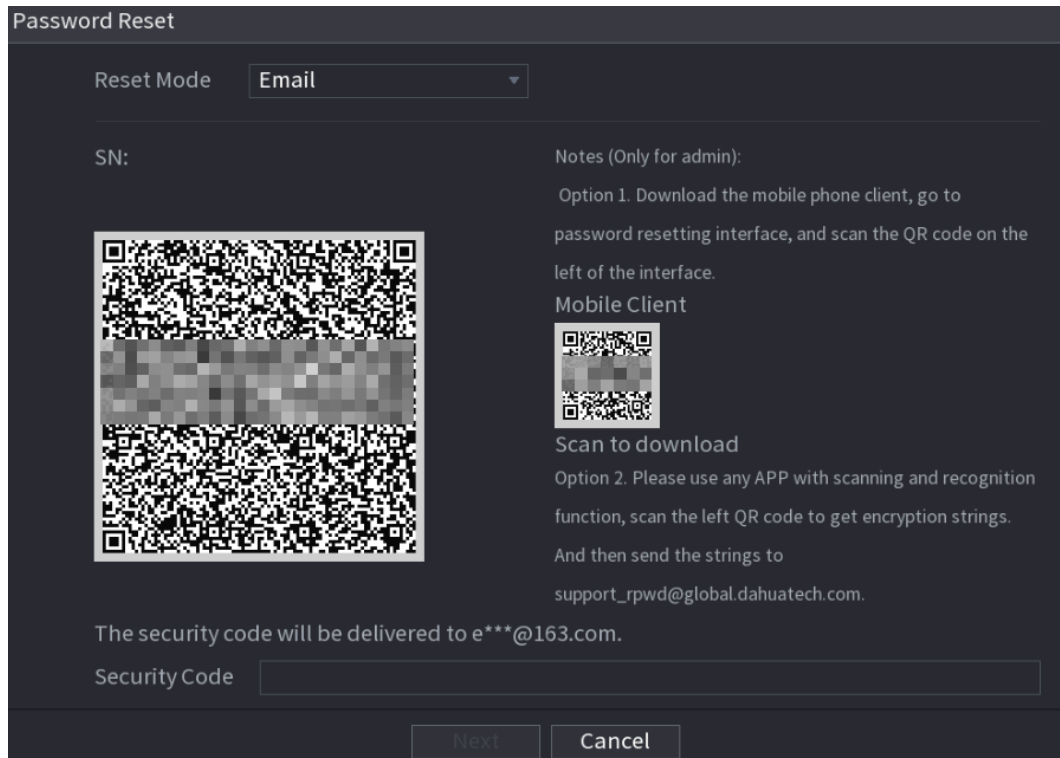 Password Reset
Reset Mode
Email
SN:
Notes (Only for admin):
Option 1. Download the mobile phone client, go to
password resetting interface, and scan the QR code on the
left of the interface.
Mobile Client
Scan to download
Option 2. Please use any APP with scanning and recognition
function, scan the left QR code to get encryption strings.
And then send the strings to
support_rpwd@global.dahuatech.com.
The security code will be delivered to e***@163.com.
Security Code
Next
Cancel